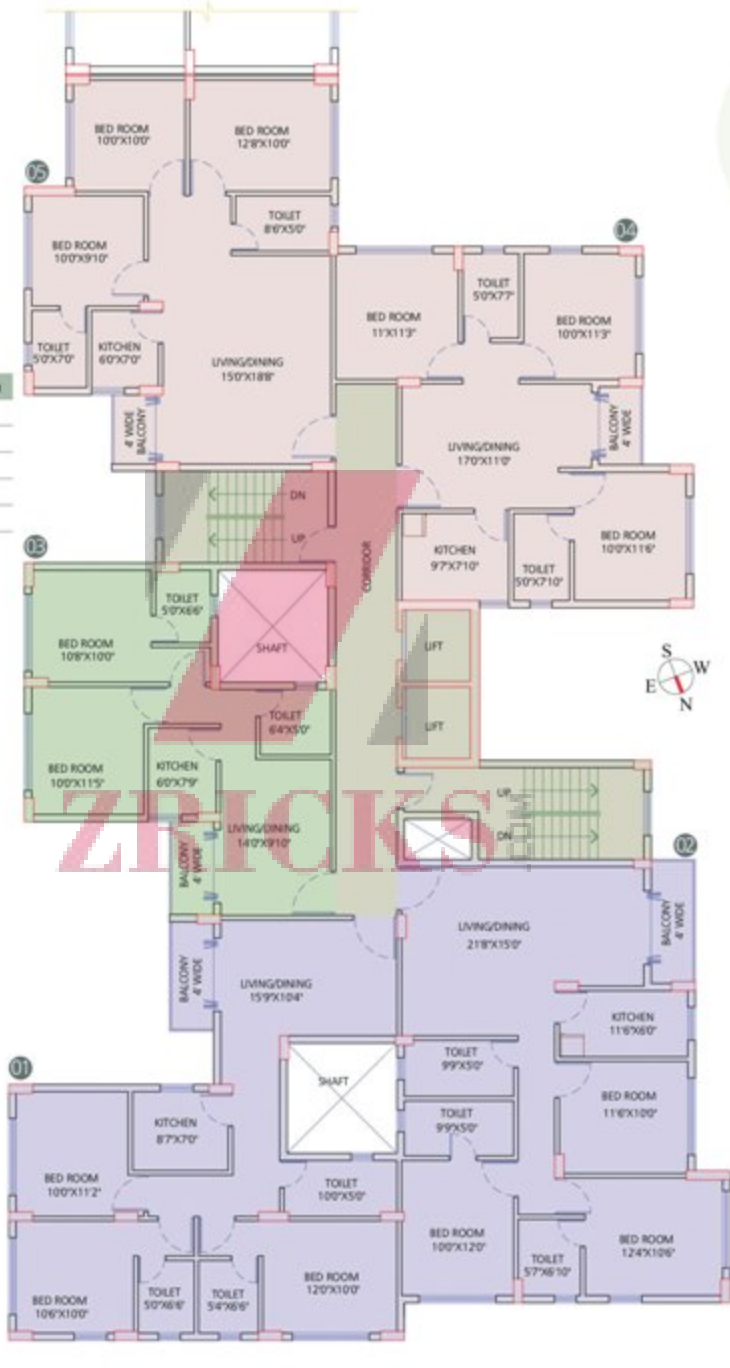 BED ROOM
10'0"X10'0"
BED ROOM
12'8"X10'0"
05
TOILET
8'6"X5'0"
BED ROOM
10'0"X9'10"
TOILET
5'0"X7'0"
KITCHEN
6'0"X7'0"
LIVING/DINING
15'0"X18'8"
4' WIDE
BALCONY
04
BED ROOM
11'X11'3"
TOILET
5'0"X7'7"
BED ROOM
10'0"X11'3"
LIVING/DINING
17'0"X11'0"
BALCONY
4' WIDE
KITCHEN
9'7"X7'10"
TOILET
5'0"X7'10"
BED ROOM
10'0"X11'6"
DN
UP
CORRIDOR
03
TOILET
5'0"X6'6"
BED ROOM
10'8"X10'0"
SHAFT
LIFT
LIFT
S
W
E
N
TOILET
6'4"X5'0"
BED ROOM
10'0"X11'5"
KITCHEN
6'0"X7'9"
LIVING/DINING
14'0"X9'10"
BALCONY
4' WIDE
UP
DN
ZRICKS
.COM
02
LIVING/DINING
21'8"X15'0"
BALCONY
4' WIDE
KITCHEN
11'6"X6'0"
TOILET
9'9"X5'0"
BED ROOM
11'6"X10'0"
TOILET
9'9"X5'0"
BED ROOM
10'0"X12'0"
TOILET
5'7"X6'10"
BED ROOM
12'4"X10'6"
BALCONY
4' WIDE
LIVING/DINING
15'9"X10'4"
SHAFT
01
KITCHEN
8'7"X7'0"
BED ROOM
10'0"X11'2"
TOILET
10'0"X5'0"
BED ROOM
10'6"X10'0"
TOILET
5'0"X6'6"
TOILET
5'4"X6'6"
BED ROOM
12'0"X10'0"